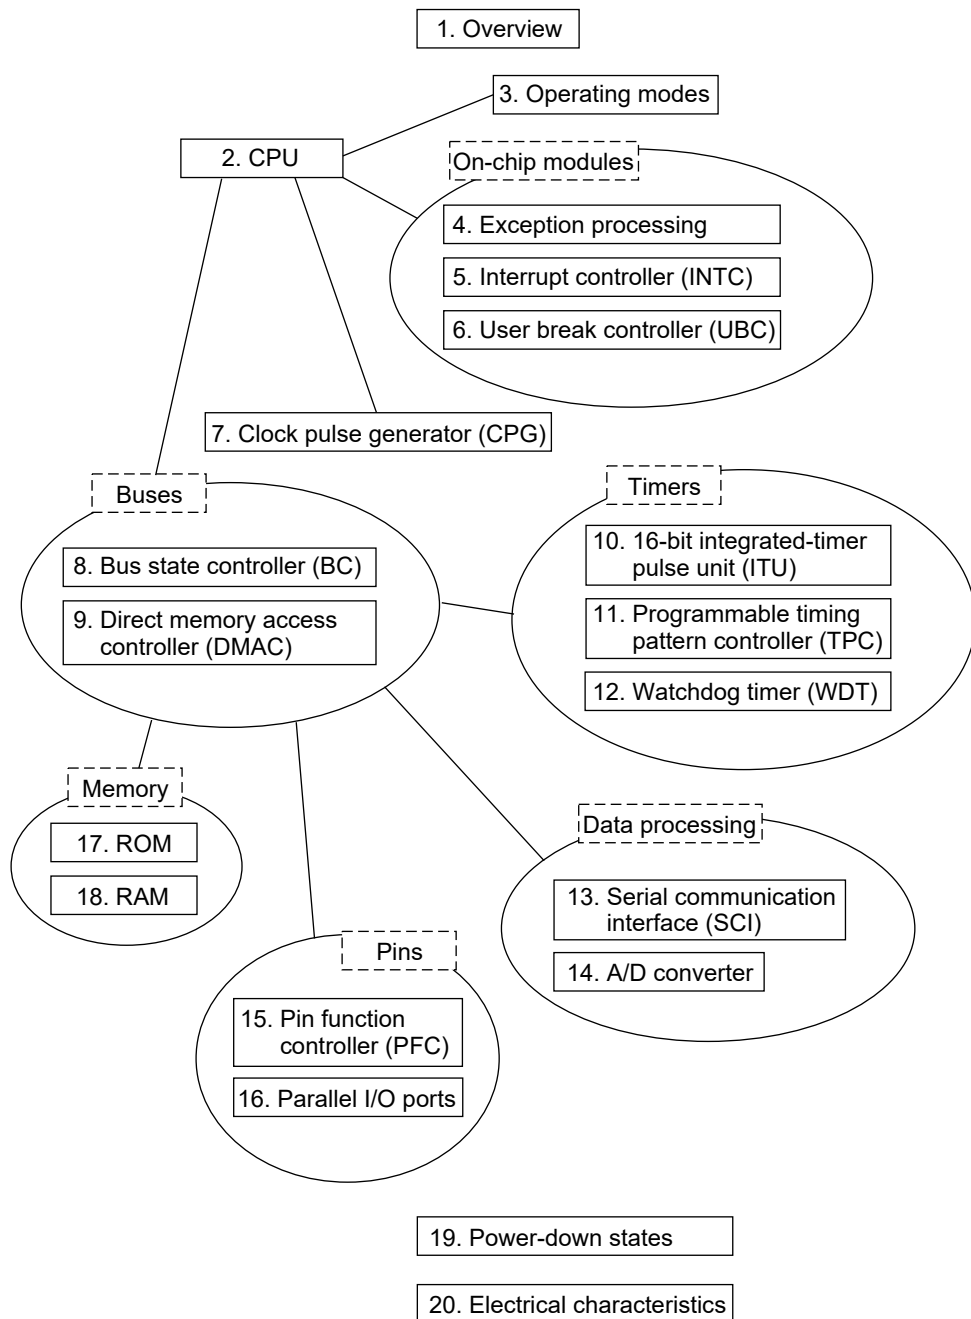 1. Overview
3. Operating modes
2. CPU
On-chip modules
4. Exception processing
5. Interrupt controller (INTC)
6. User break controller (UBC)
7. Clock pulse generator (CPG)
Buses
8. Bus state controller (BC)
9. Direct memory access
controller (DMAC)
Timers
10. 16-bit integrated-timer
pulse unit (ITU)
11. Programmable timing
pattern controller (TPC)
12. Watchdog timer (WDT)
Memory
17. ROM
18. RAM
Data processing
13. Serial communication
interface (SCI)
14. A/D converter
Pins
15. Pin function
controller (PFC)
16. Parallel I/O ports
19. Power-down states
20. Electrical characteristics